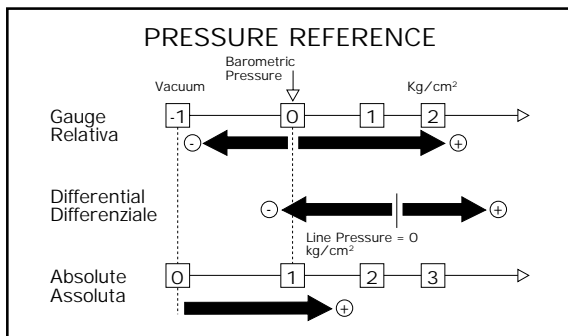 PRESSURE REFERENCE
Barometric
Pressure
Vacuum
Kg/cm²
Gauge
Relativa
-1 0 1 2
- +
Differential
Differenziale
- +
Line Pressure = 0
kg/cm²
Absolute
Assoluta
0 1 2 3
+